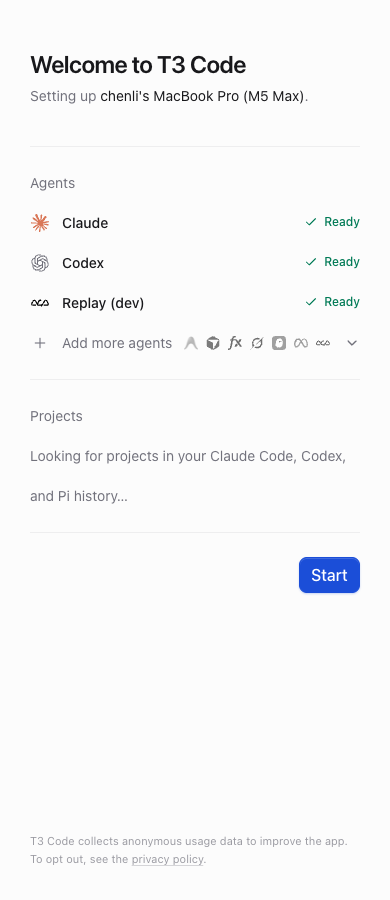 Welcome to T3 Code
Setting up chenli's MacBook Pro (M5 Max).
Agents
Claude
Ready
Codex
Ready
Replay (dev)
Ready
Add more agents
Projects
Looking for projects in your Claude Code, Codex,
and Pi history...
Start
T3 Code collects anonymous usage data to improve the app.
To opt out, see the privacy policy.